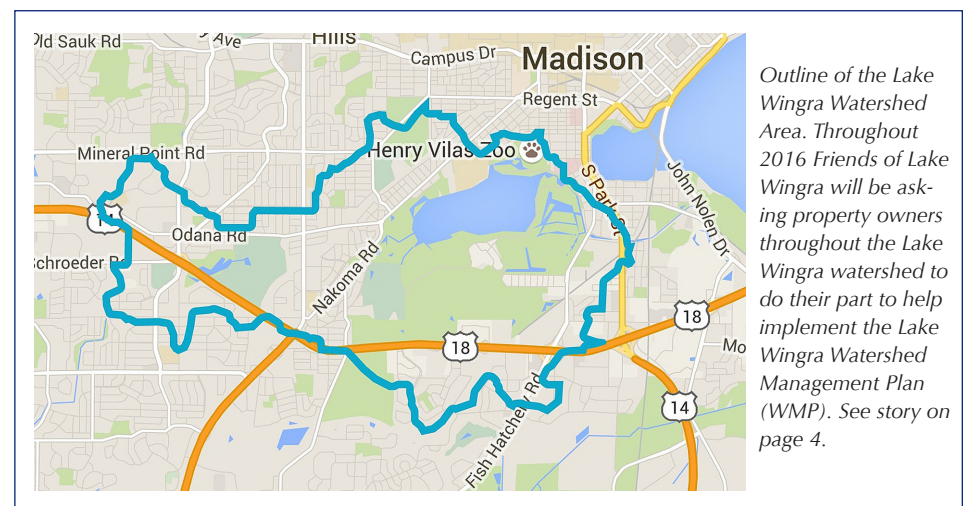 Old Sauk Rd
y Ave
Hills
Campus Dr
Madison
Regent St
Mineral Point Rd
Henry Vilas Zoo
S Park St
John Nolen Dr
Odana Rd
Schroeder Rd
Nakoma Rd
18
18
Mo
14
Fish Hatchery Rd
Outline of the Lake
Wingra Watershed
Area. Throughout
2016 Friends of Lake
Wingra will be ask-
ing property owners
throughout the Lake
Wingra watershed to
do their part to help
implement the Lake
Wingra Watershed
Management Plan
(WMP). See story on
page 4.